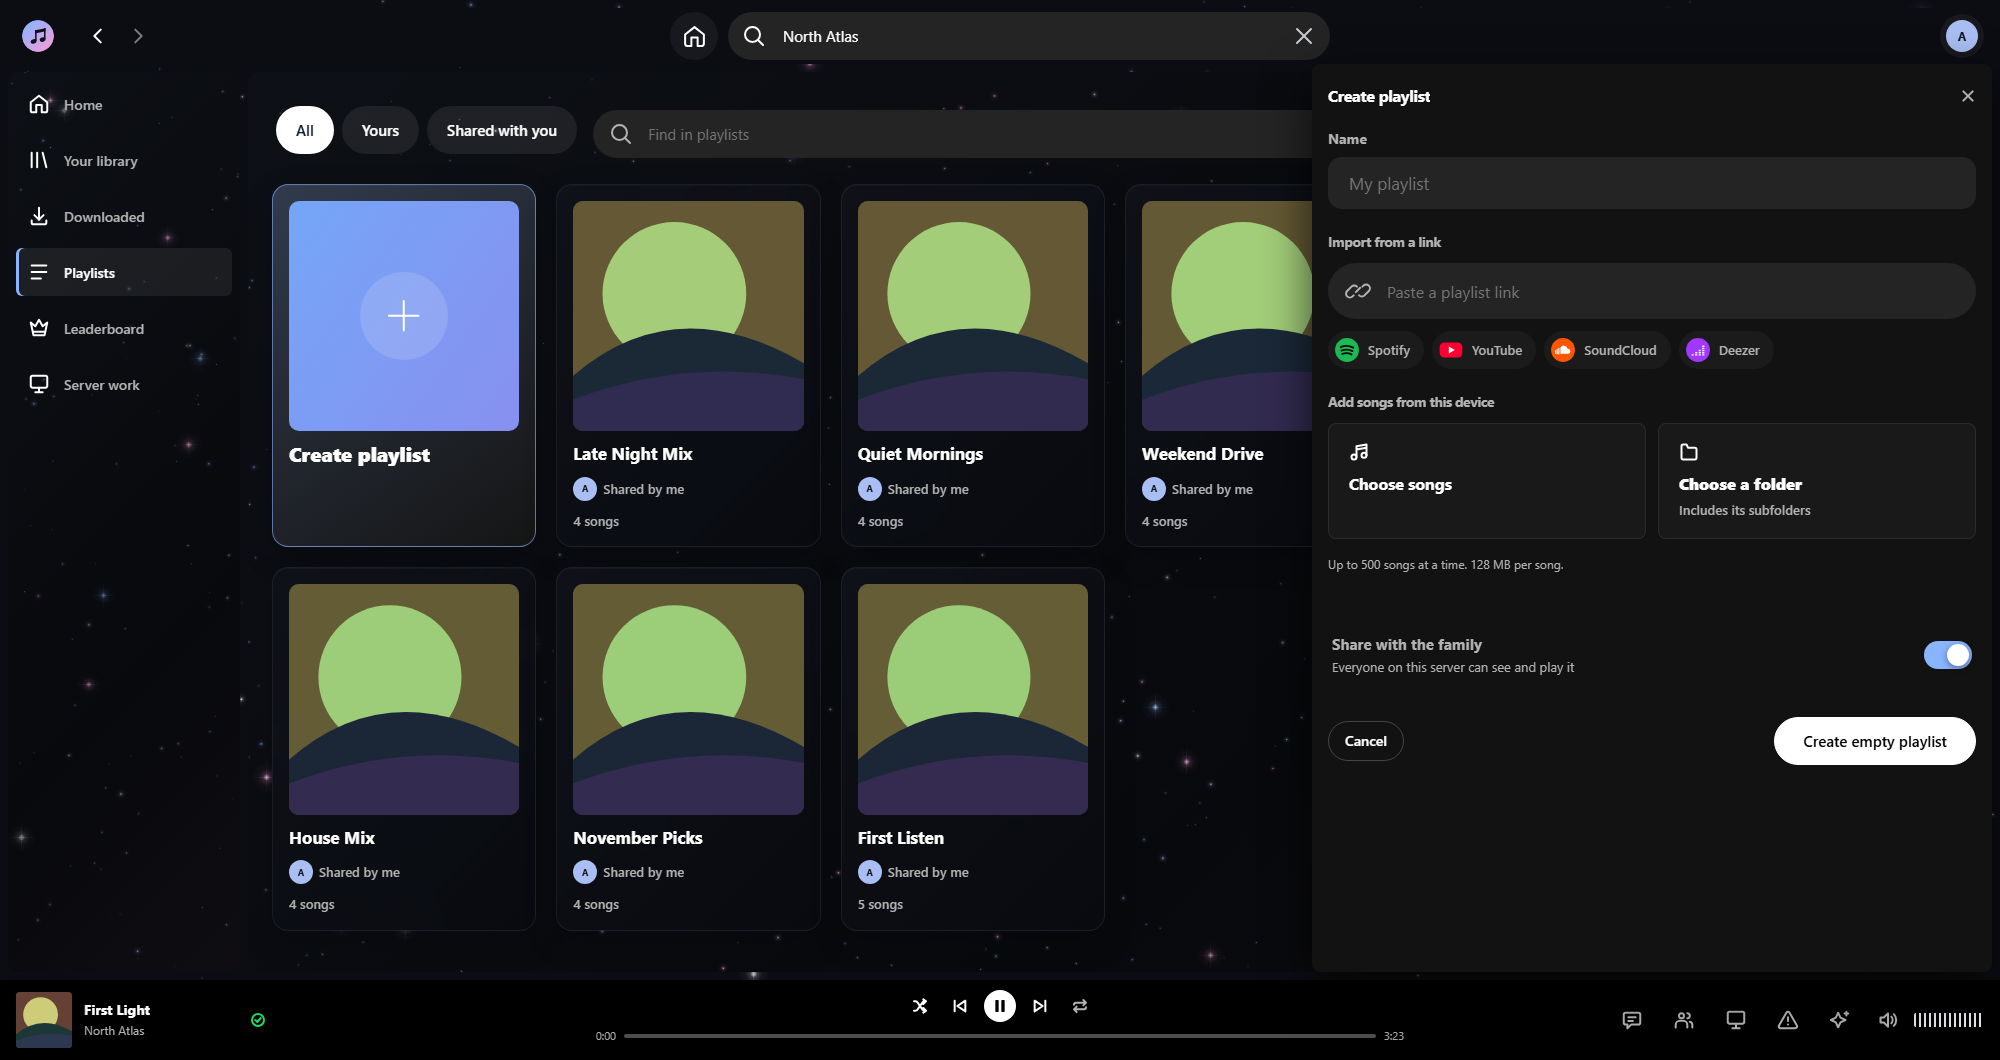 North Atlas
A
Home
Your library
Downloaded
Playlists
Leaderboard
Server work
All
Yours
Shared with you
Find in playlists
Create playlist
Late Night Mix
A Shared by me
4 songs
Quiet Mornings
A Shared by me
4 songs
Weekend Drive
A Shared by me
4 songs
House Mix
A Shared by me
4 songs
November Picks
A Shared by me
4 songs
First Listen
A Shared by me
5 songs
Create playlist
Name
My playlist
Import from a link
Paste a playlist link
Spotify
YouTube
SoundCloud
Deezer
Add songs from this device
Choose songs
Choose a folder
Includes its subfolders
Up to 500 songs at a time. 128 MB per song.
Share with the family
Everyone on this server can see and play it
Cancel
Create empty playlist
First Light
North Atlas
0:00
3:23